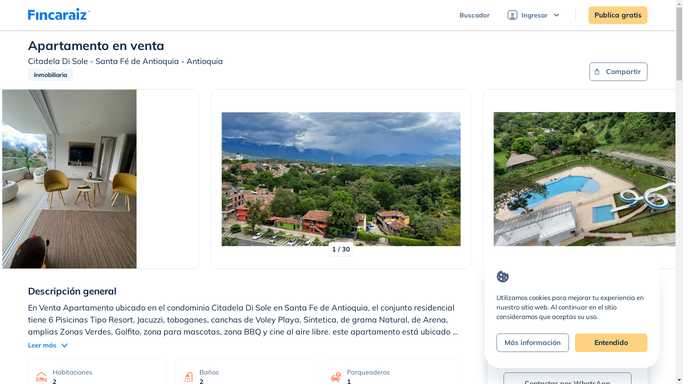 Fincaraiz
Buscador
Ingresar
Publica gratis
Apartamento en venta
Citadela Di Sole - Santa Fé de Antioquia - Antioquia
Inmobiliaria
Compartir
1 / 30
Descripción general
En Venta Apartamento ubicado en el condominio Citadela Di Sole en Santa Fe de Antioquia, el conjunto residencial
tiene 6 Pisicinas Tipo Resort, Jacuzzi, toboganes, canchas de Voley Playa, Sintetica, de grama Natural, de Arena,
amplias Zonas Verdes, Golfito, zona para mascotas, zona BBQ y cine al aire libre. este apartamento está ubicado ...
Leer más
Habitaciones
2
Baños
2
Parqueaderos
1
Utilizamos cookies para mejorar tu experiencia en
nuestro sitio web. Al continuar en el sitio
consideramos que aceptas su uso.
Más información
Entendido
Contactar por WhatsApp